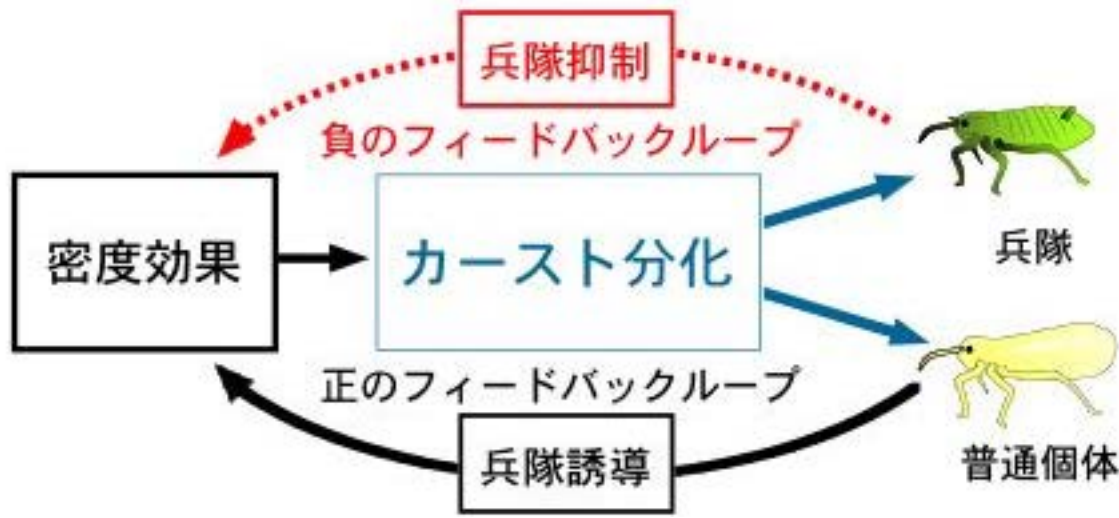 兵隊抑制
負のフィードバックループ
密度効果
カースト分化
兵隊
正のフィードバックループ
兵隊誘導
普通個体